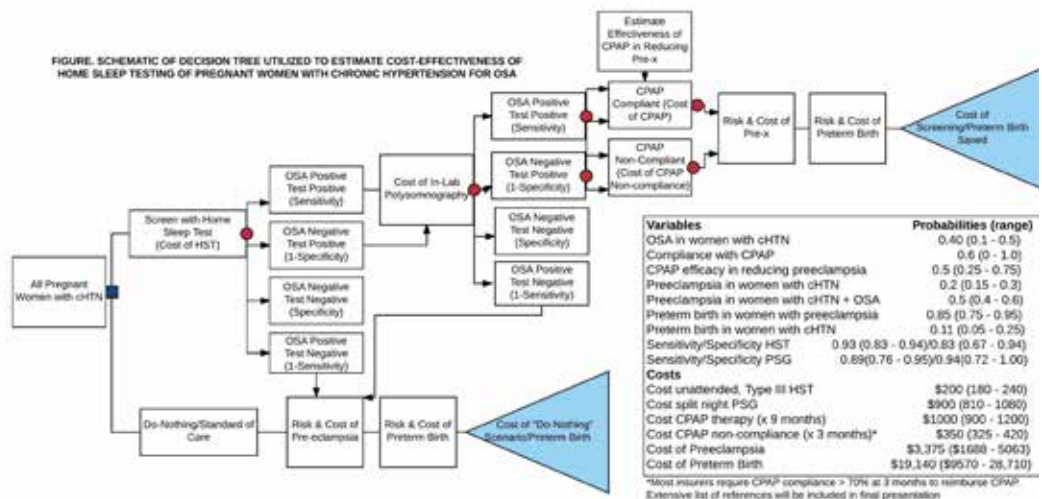 FIGURE. SCHEMATIC OF DECISION TREE UTILIZED TO ESTIMATE COST-EFFECTIVENESS OF
HOME SLEEP TESTING OF PREGNANT WOMEN WITH CHRONIC HYPERTENSION FOR OSA
Estimate
Effectiveness of
CPAP in Reducing
Pre-x
OSA Positive
Test Positive
(Sensitivity)
CPAP
Compliant (Cost
of CPAP)
Risk & Cost of
Pre-x
Risk & Cost of
Preterm Birth
Cost of
Screening/Preterm Birth
Saved
OSA Negative
Test Positive
(1-Specificity)
CPAP
Non-Compliant
(Cost of CPAP
Non-compliance)
OSA Positive
Test Positive
(Sensitivity)
Cost of In-Lab
Polysomnography
Screen with Home
Sleep Test
(Cost of HST)
OSA Negative
Test Positive
(1-Specificity)
OSA Negative
Test Negative
(Specificity)
All Pregnant
Women with cHTN
OSA Negative
Test Negative
(Specificity)
OSA Positive
Test Negative
(1-Sensitivity)
OSA Positive
Test Negative
(1-Sensitivity)
Do-Nothing/Standard of
Care
Risk & Cost of
Pre-eclampsia
Risk & Cost of
Preterm Birth
Cost of "Do Nothing"
Scenario/Preterm Birth
Variables Probabilities (range)
OSA in women with cHTN 0.40 (0.1 - 0.5)
Compliance with CPAP 0.6 (0 - 1.0)
CPAP efficacy in reducing preeclampsia 0.5 (0.25 - 0.75)
Preeclampsia in women with cHTN 0.2 (0.15 - 0.3)
Preeclampsia in women with cHTN + OSA 0.5 (0.4 - 0.6)
Preterm birth in women with preeclampsia 0.85 (0.75 - 0.95)
Preterm birth in women with cHTN 0.11 (0.05 - 0.25)
Sensitivity/Specificity HST 0.93 (0.83 - 0.94)/0.83 (0.67 - 0.94)
Sensitivity/Specificity PSG 0.89(0.76 - 0.95)/0.94(0.72 - 1.00)
Costs
Cost unattended, Type III HST $200 (180 - 240)
Cost split night PSG $900 (810 - 1080)
Cost CPAP therapy (x 9 months) $1000 (900 - 1200)
Cost CPAP non-compliance (x 3 months)* $350 (325 - 420)
Cost of Preeclampsia $3,375 ($1688 - 5063)
Cost of Preterm Birth $19,140 ($9570 - 28,710)
*Most insurers require CPAP compliance > 70% at 3 months to reimburse CPAP.
Extensive list of references will be included in final presentation